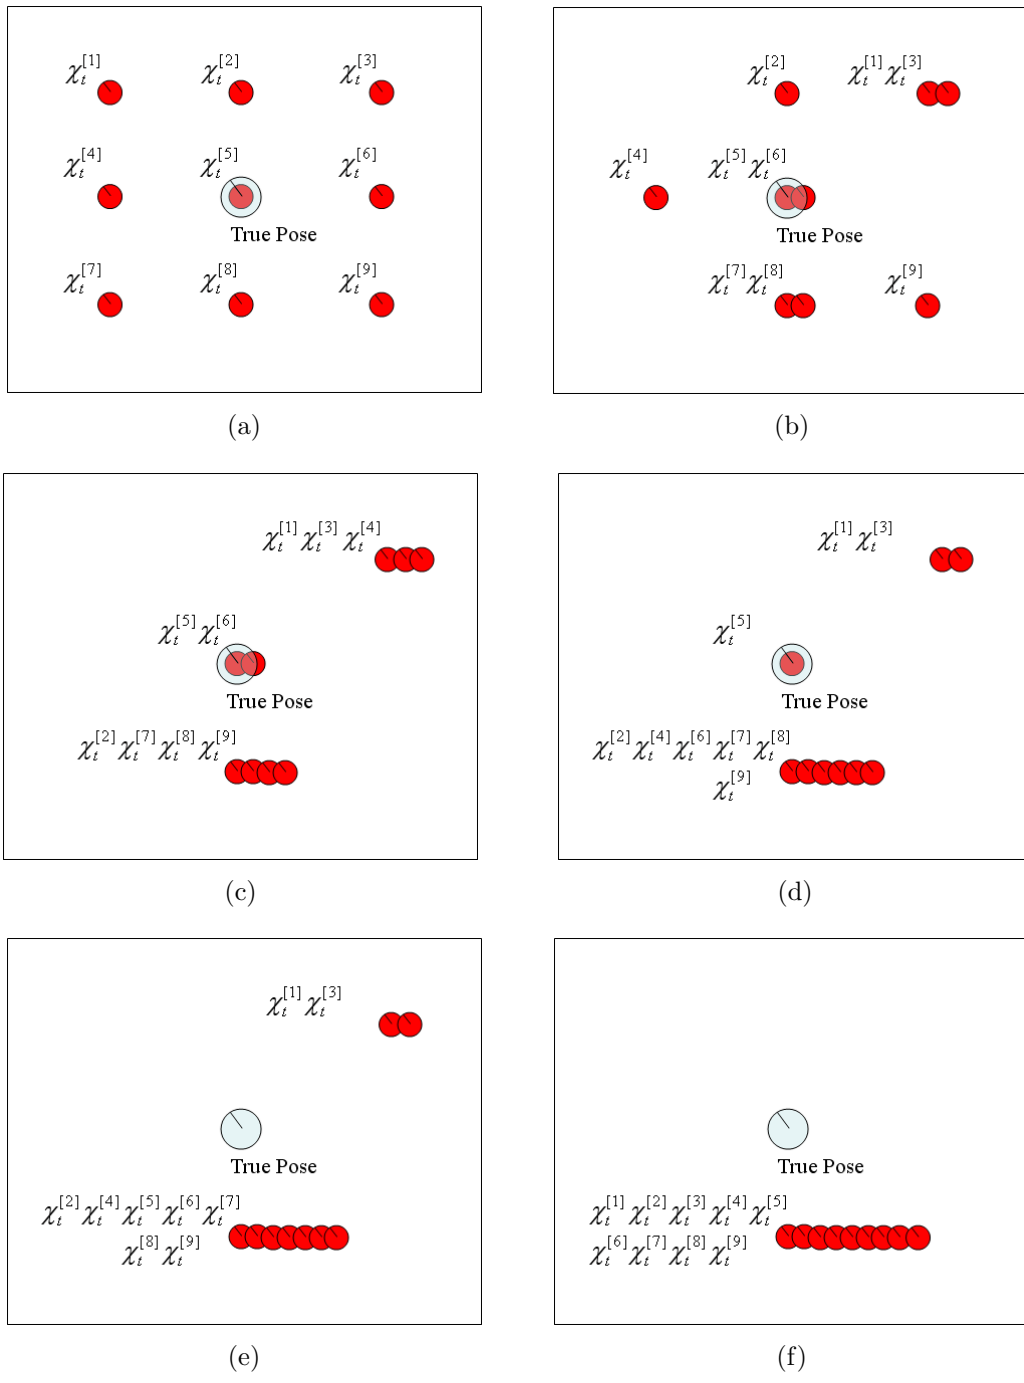 χ_t^[1] χ_t^[2] χ_t^[3]
χ_t^[4] χ_t^[5] χ_t^[6]
True Pose
χ_t^[7] χ_t^[8] χ_t^[9]
(a)
χ_t^[2] χ_t^[1] χ_t^[3]
χ_t^[4] χ_t^[5] χ_t^[6]
True Pose
χ_t^[7] χ_t^[8] χ_t^[9]
(b)
χ_t^[1] χ_t^[3] χ_t^[4]
χ_t^[5] χ_t^[6]
True Pose
χ_t^[2] χ_t^[7] χ_t^[8] χ_t^[9]
(c)
χ_t^[1] χ_t^[3]
χ_t^[5]
True Pose
χ_t^[2] χ_t^[4] χ_t^[6] χ_t^[7] χ_t^[8]
χ_t^[9]
(d)
χ_t^[1] χ_t^[3]
True Pose
χ_t^[2] χ_t^[4] χ_t^[5] χ_t^[6] χ_t^[7]
χ_t^[8] χ_t^[9]
(e)
True Pose
χ_t^[1] χ_t^[2] χ_t^[3] χ_t^[4] χ_t^[5]
χ_t^[6] χ_t^[7] χ_t^[8] χ_t^[9]
(f)